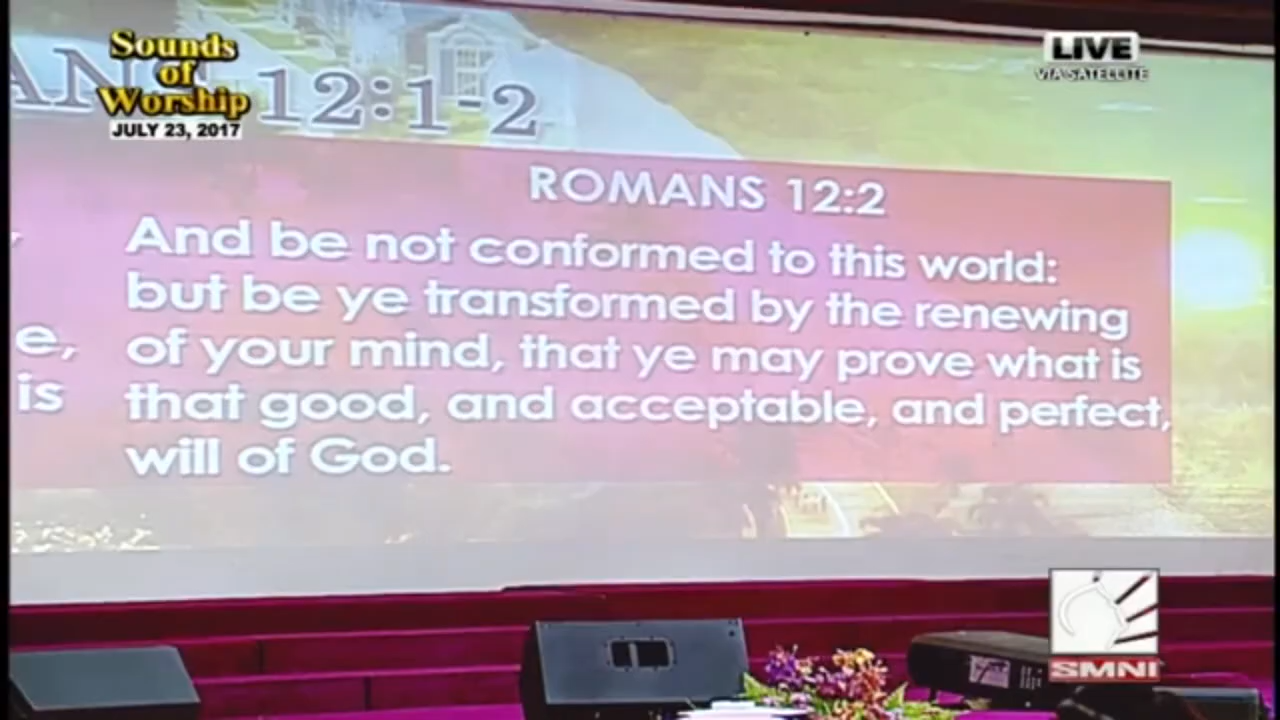 Sounds
of
Worship
JULY 23, 2017
LIVE
VIA SATELLITE
12:1-2
ROMANS 12:2
And be not conformed to this world:
but be ye transformed by the renewing
of your mind, that ye may prove what is
that good, and acceptable, and perfect,
will of God.
e,
is
SMNI